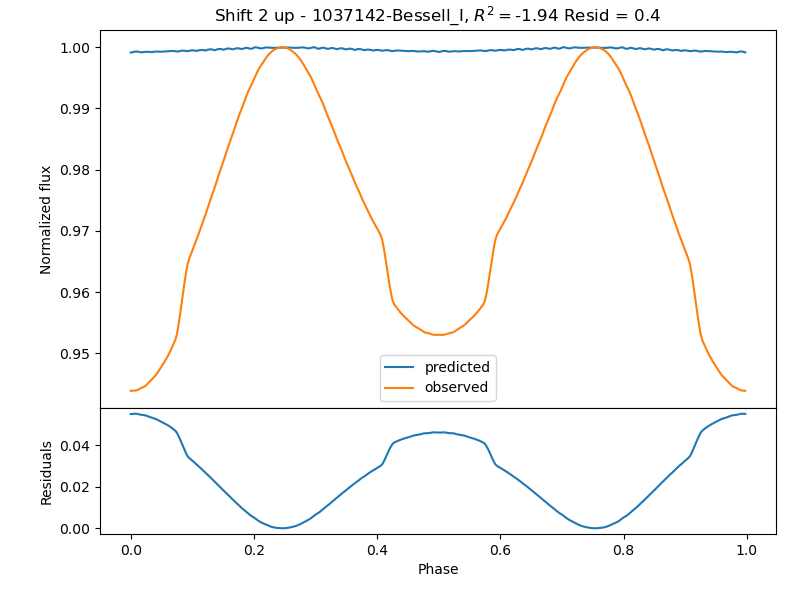 Shift 2 up - 1037142-Bessell_I, $R^2=$-1.94 Resid = 0.4
1.00
0.99
0.98
0.97
0.96
0.95
Normalized flux
predicted
observed
0.04
0.02
0.00
Residuals
0.0 0.2 0.4 0.6 0.8 1.0
Phase